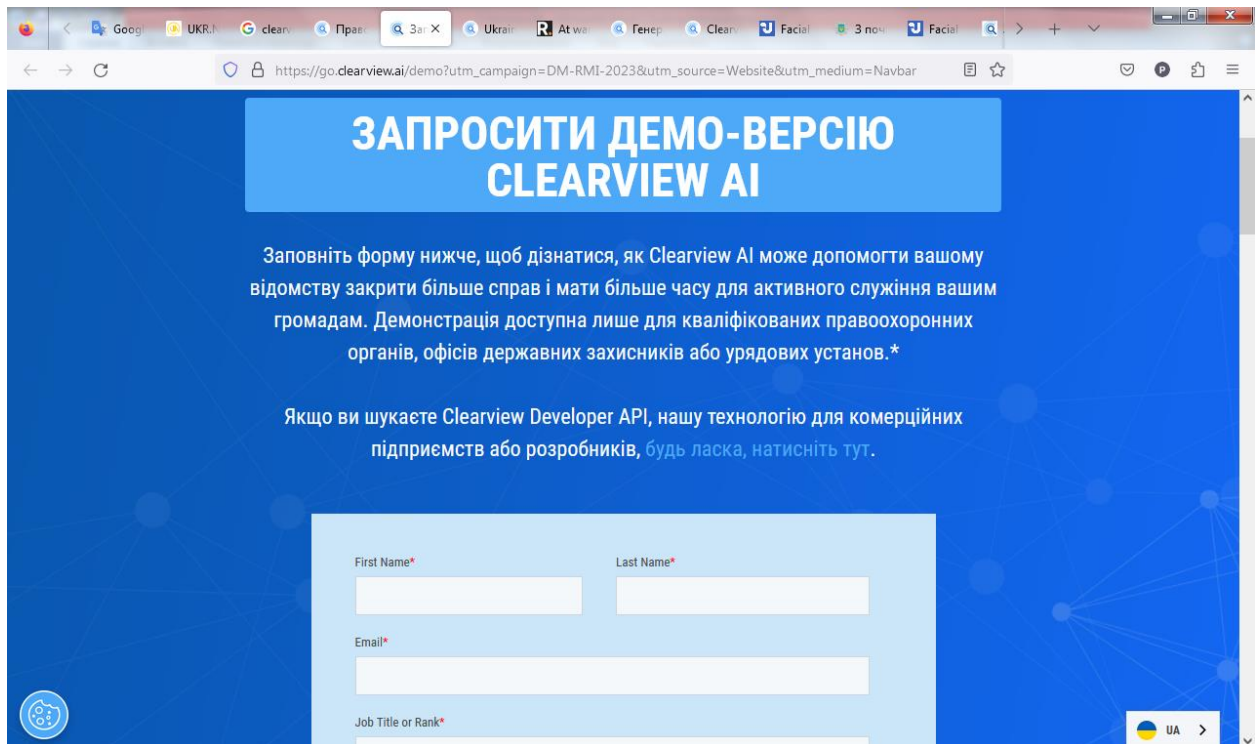 Googl
UKR.N
clearv
Прав
Заг
Ukrain
At wa
Генер
Clearv
Facial
З поч
Facial
https://go.clearview.ai/demo?utm_campaign=DM-RMI-2023&utm_source=Website&utm_medium=Navbar
ЗАПРОСИТИ ДЕМО-ВЕРСІЮ
CLEARVIEW AI
Заповніть форму нижче, щоб дізнатися, як Clearview AI може допомогти вашому
відомству закрити більше справ і мати більше часу для активного служіння вашим
громадам. Демонстрація доступна лише для кваліфікованих правоохоронних
органів, офісів державних захисників або урядових установ.*
Якщо ви шукаєте Clearview Developer API, нашу технологію для комерційних
підприємств або розробників, будь ласка, натисніть тут.
First Name* Last Name*
Email*
Job Title or Rank*
UA